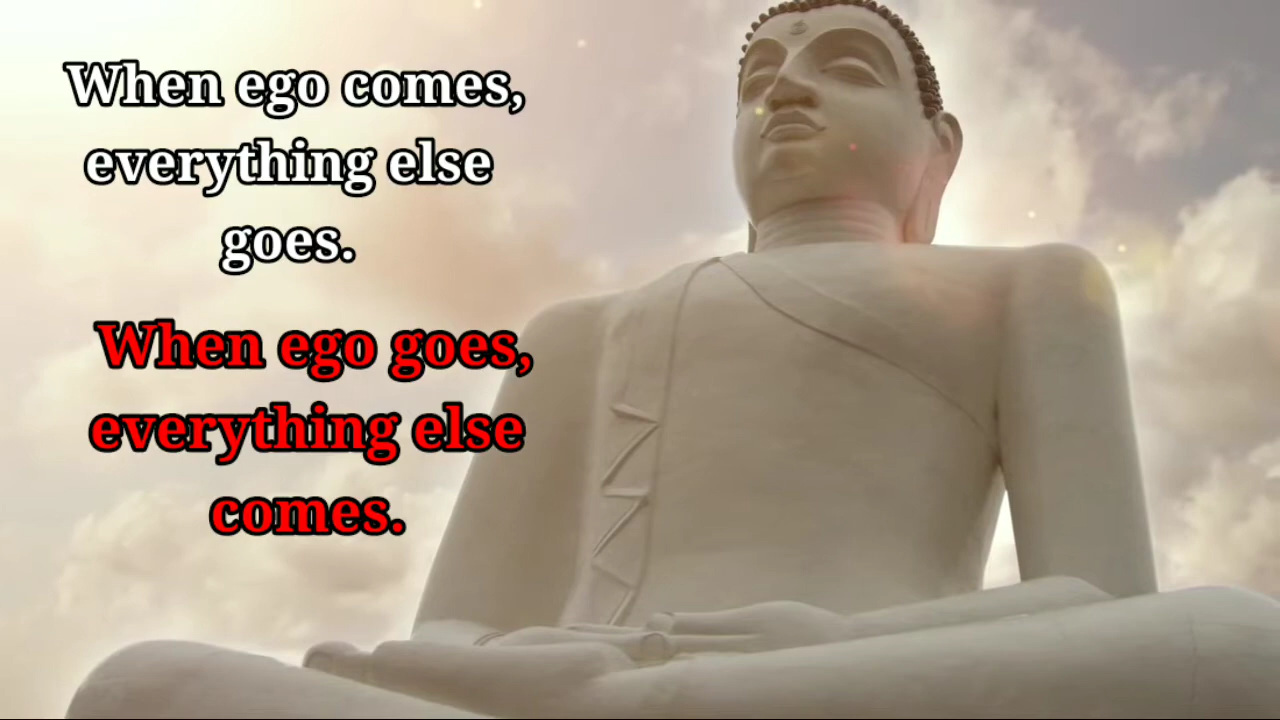 When ego comes,
everything else
goes.
When ego goes,
everything else
comes.